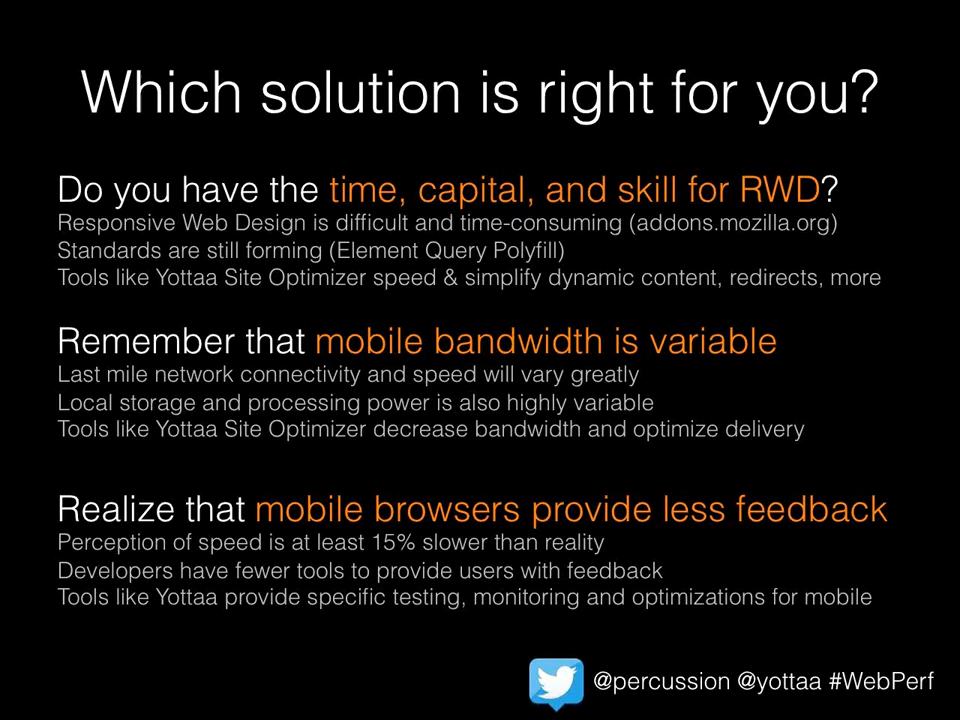 Which solution is right for you?
Do you have the time, capital, and skill for RWD?
Responsive Web Design is difficult and time-consuming (addons.mozilla.org)
Standards are still forming (Element Query Polyfill)
Tools like Yottaa Site Optimizer speed & simplify dynamic content, redirects, more
Remember that mobile bandwidth is variable
Last mile network connectivity and speed will vary greatly
Local storage and processing power is also highly variable
Tools like Yottaa Site Optimizer decrease bandwidth and optimize delivery
Realize that mobile browsers provide less feedback
Perception of speed is at least 15% slower than reality
Developers have fewer tools to provide users with feedback
Tools like Yottaa provide specific testing, monitoring and optimizations for mobile
@percussion @yottaa #WebPerf